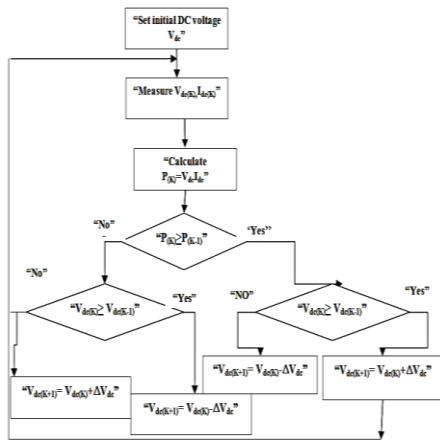 “Set initial DC voltage
Vdc”
“Measure Vdc(K),Idc(K)”
“Calculate
P(K)=VdcIdc”
“No”
‘Yes’’
“P(K)≥P(K-1)”
“No”
“Vdc(K)≥ Vdc(K-1)”
“Yes”
“NO”
“Vdc(K)≥ Vdc(K-1)”
“Yes”
“Vdc(K+1)= Vdc(K)+ΔVdc”
“Vdc(K+1)= Vdc(K)-ΔVdc”
“Vdc(K+1)= Vdc(K)-ΔVdc”
“Vdc(K+1)= Vdc(K)+ΔVdc”